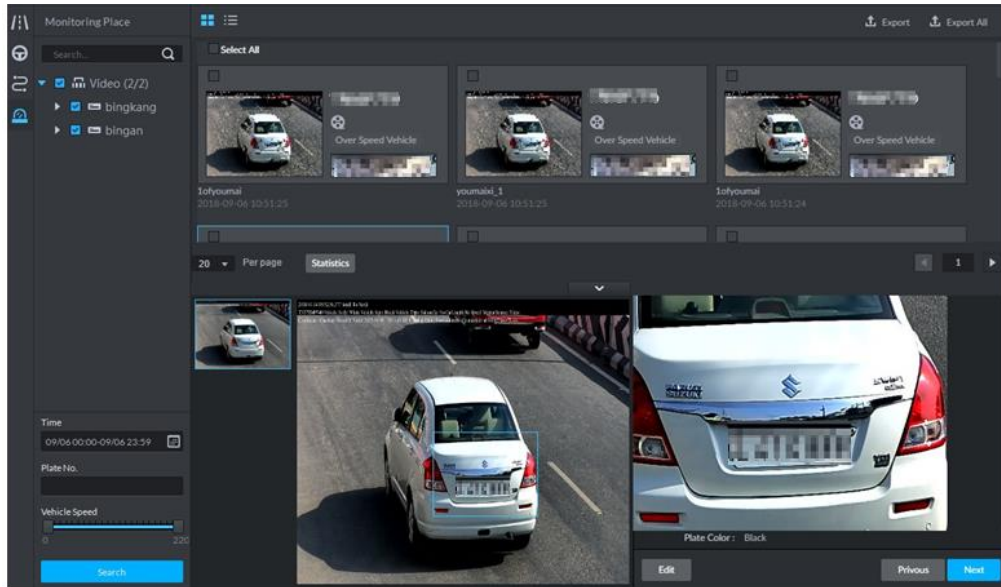 Monitoring Place
Export
Export All
Search...
Select All
Video (2/2)
bingkang
bingan
Over Speed Vehicle
Over Speed Vehicle
Over Speed Vehicle
1ofyoumai
youmaixi_1
1ofyoumai
2018-09-06 10:51:25
2018-09-06 10:51:25
2018-09-06 10:51:24
20
Per page
Statistics
1
SUZUKI
Time
09/06 00:00-09/06 23:59
Plate No.
Vehicle Speed
0
220
Search
Plate Color : Black
Edit
Privous
Next